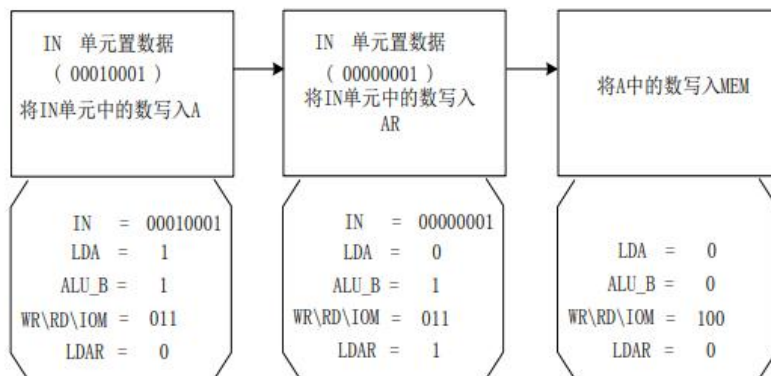 IN 单元置数据
( 00010001 )
将IN单元中的数写入A
IN 单元置数据
( 00000001 )
将IN单元中的数写入
AR
将A中的数写入MEM
IN = 00010001
LDA = 1
ALU_B = 1
WR\RD\IOM = 011
LDAR = 0
IN = 00000001
LDA = 0
ALU_B = 1
WR\RD\IOM = 011
LDAR = 1
LDA = 0
ALU_B = 0
WR\RD\IOM = 100
LDAR = 0